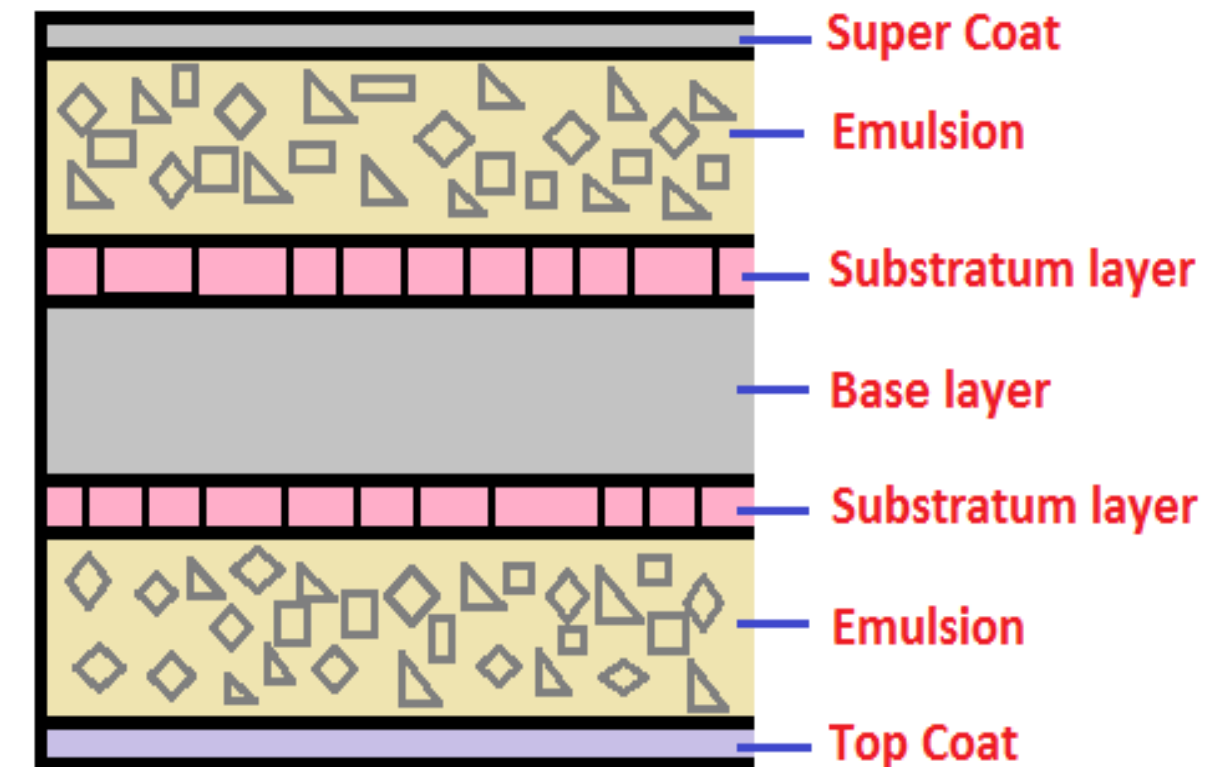 Super Coat
Emulsion
Substratum layer
Base layer
Substratum layer
Emulsion
Top Coat